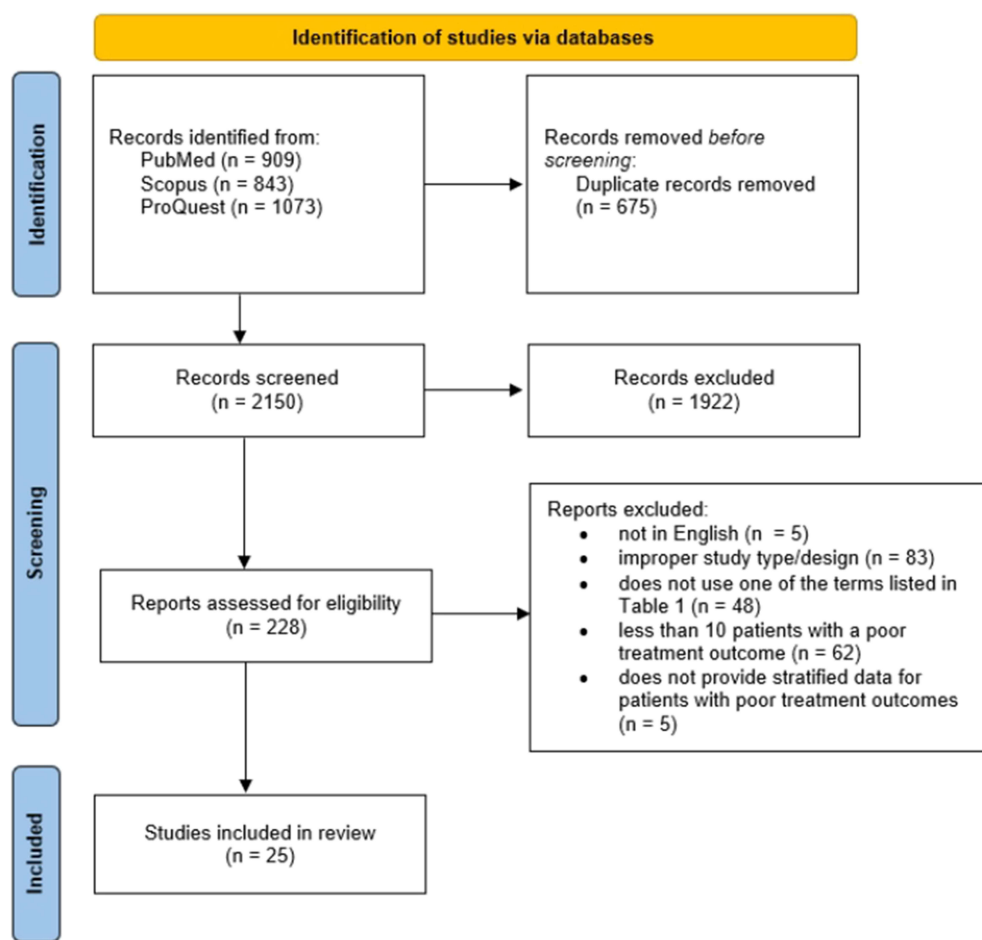 Identification of studies via databases
Identification
Records identified from:
PubMed (n = 909)
Scopus (n = 843)
ProQuest (n = 1073)
Records removed before
screening:
Duplicate records removed
(n = 675)
Screening
Records screened
(n = 2150)
Records excluded
(n = 1922)
Reports assessed for eligibility
(n = 228)
Reports excluded:
• not in English (n = 5)
• improper study type/design (n = 83)
• does not use one of the terms listed in
Table 1 (n = 48)
• less than 10 patients with a poor
treatment outcome (n = 62)
• does not provide stratified data for
patients with poor treatment outcomes
(n = 5)
Included
Studies included in review
(n = 25)